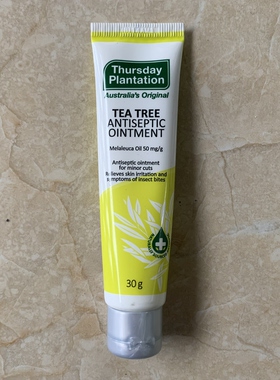 Thursday
Plantation
Australia's Original
TEA TREE
ANTISEPTIC
OINTMENT
Melaleuca Oil 50 mg/g
Antiseptic ointment
for minor cuts
Relieves skin irritation and
symptoms of insect bites
30 g